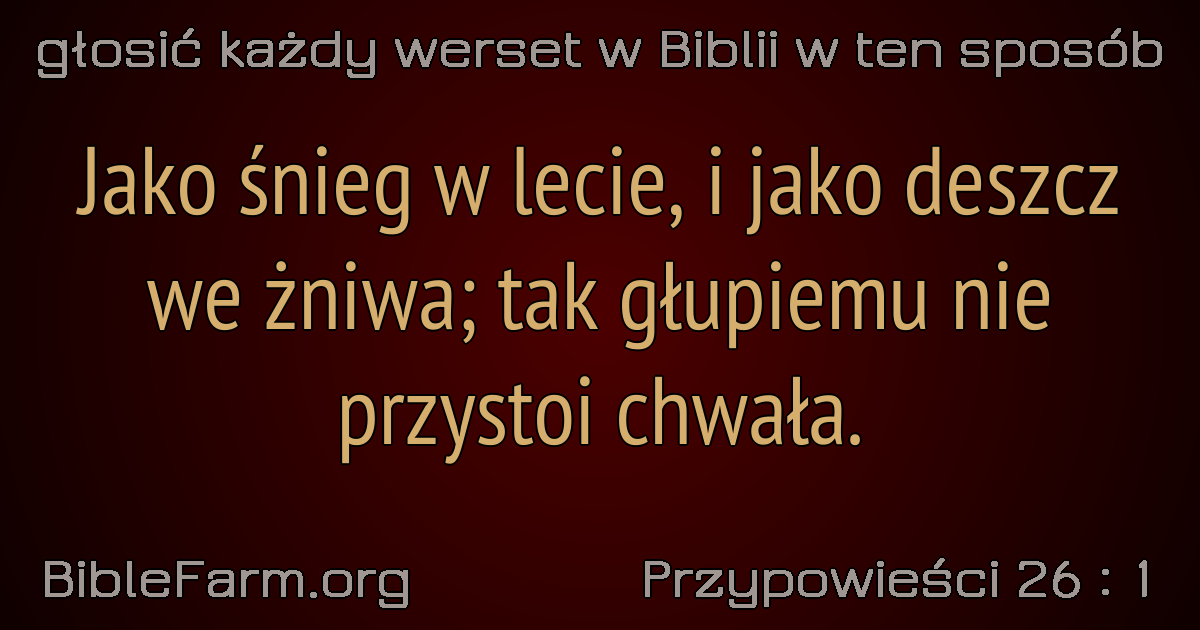 głosić każdy werset w Biblii w ten sposób
Jako śnieg w lecie, i jako deszcz
we żniwa; tak głupiemu nie
przystoi chwała.
BibleFarm.org
Przypowieści 26 : 1